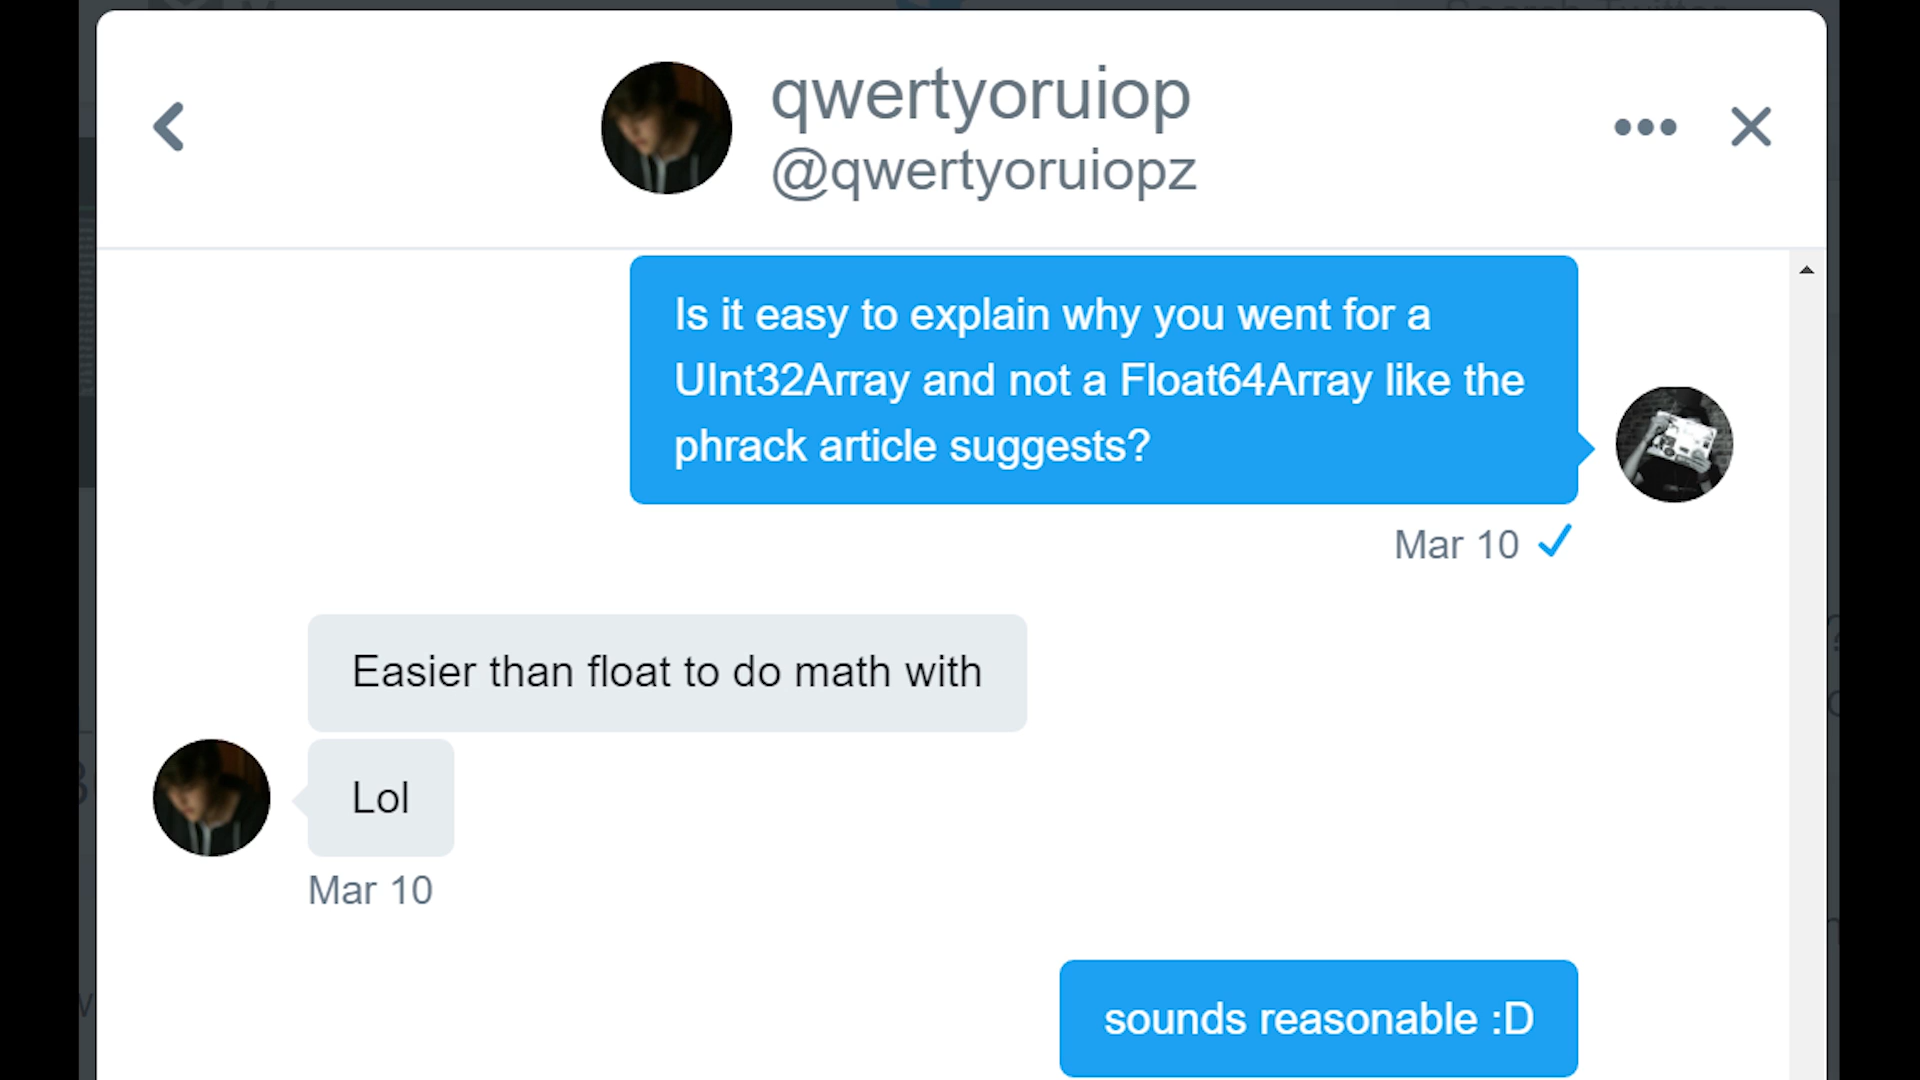 qwertyoruiop
@qwertyoruiopz
Is it easy to explain why you went for a
UInt32Array and not a Float64Array like the
phrack article suggests?
Mar 10
Easier than float to do math with
Lol
Mar 10
sounds reasonable :D